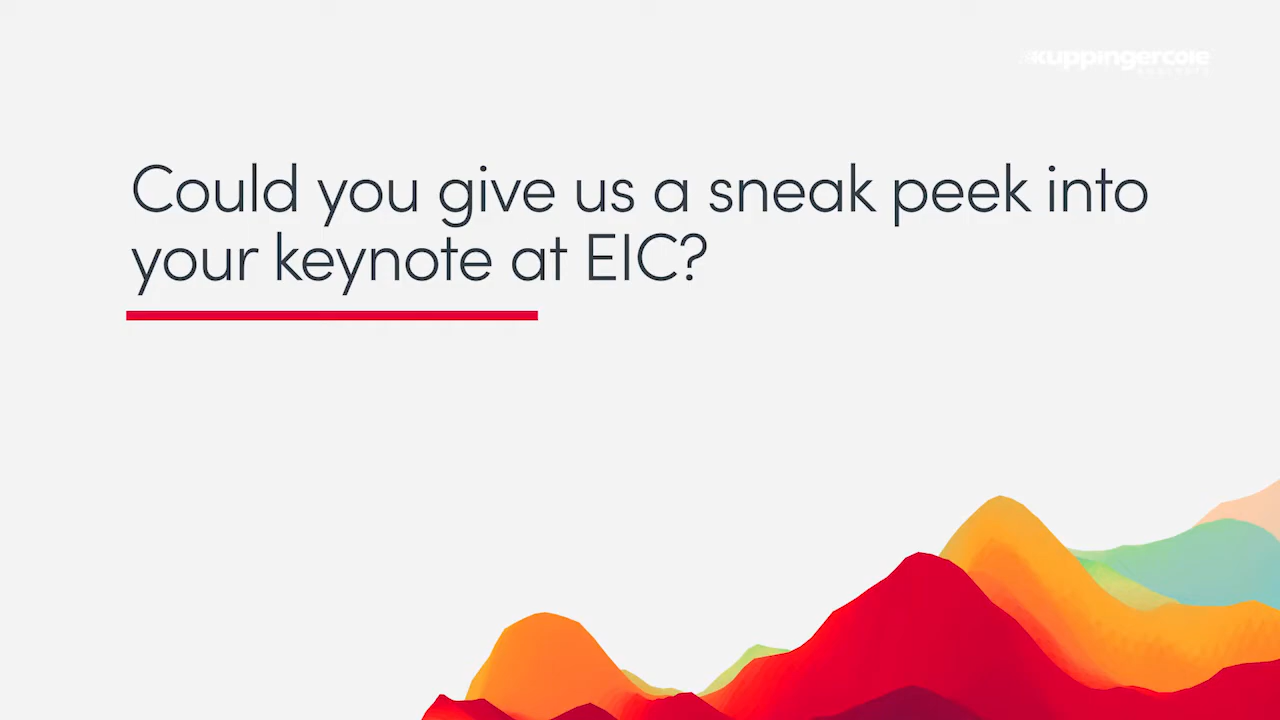 kuppingercole
Could you give us a sneak peek into
your keynote at EIC?